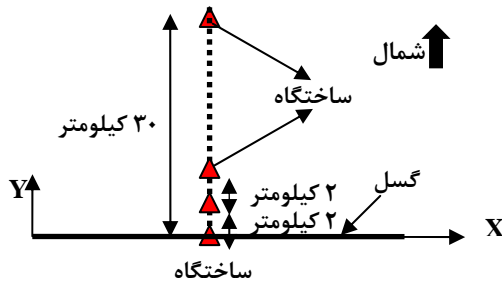 شمال
ساختگاه
۳۰ کیلومتر
Y
۲ کیلومتر
گسل
۲ کیلومتر
X
ساختگاه